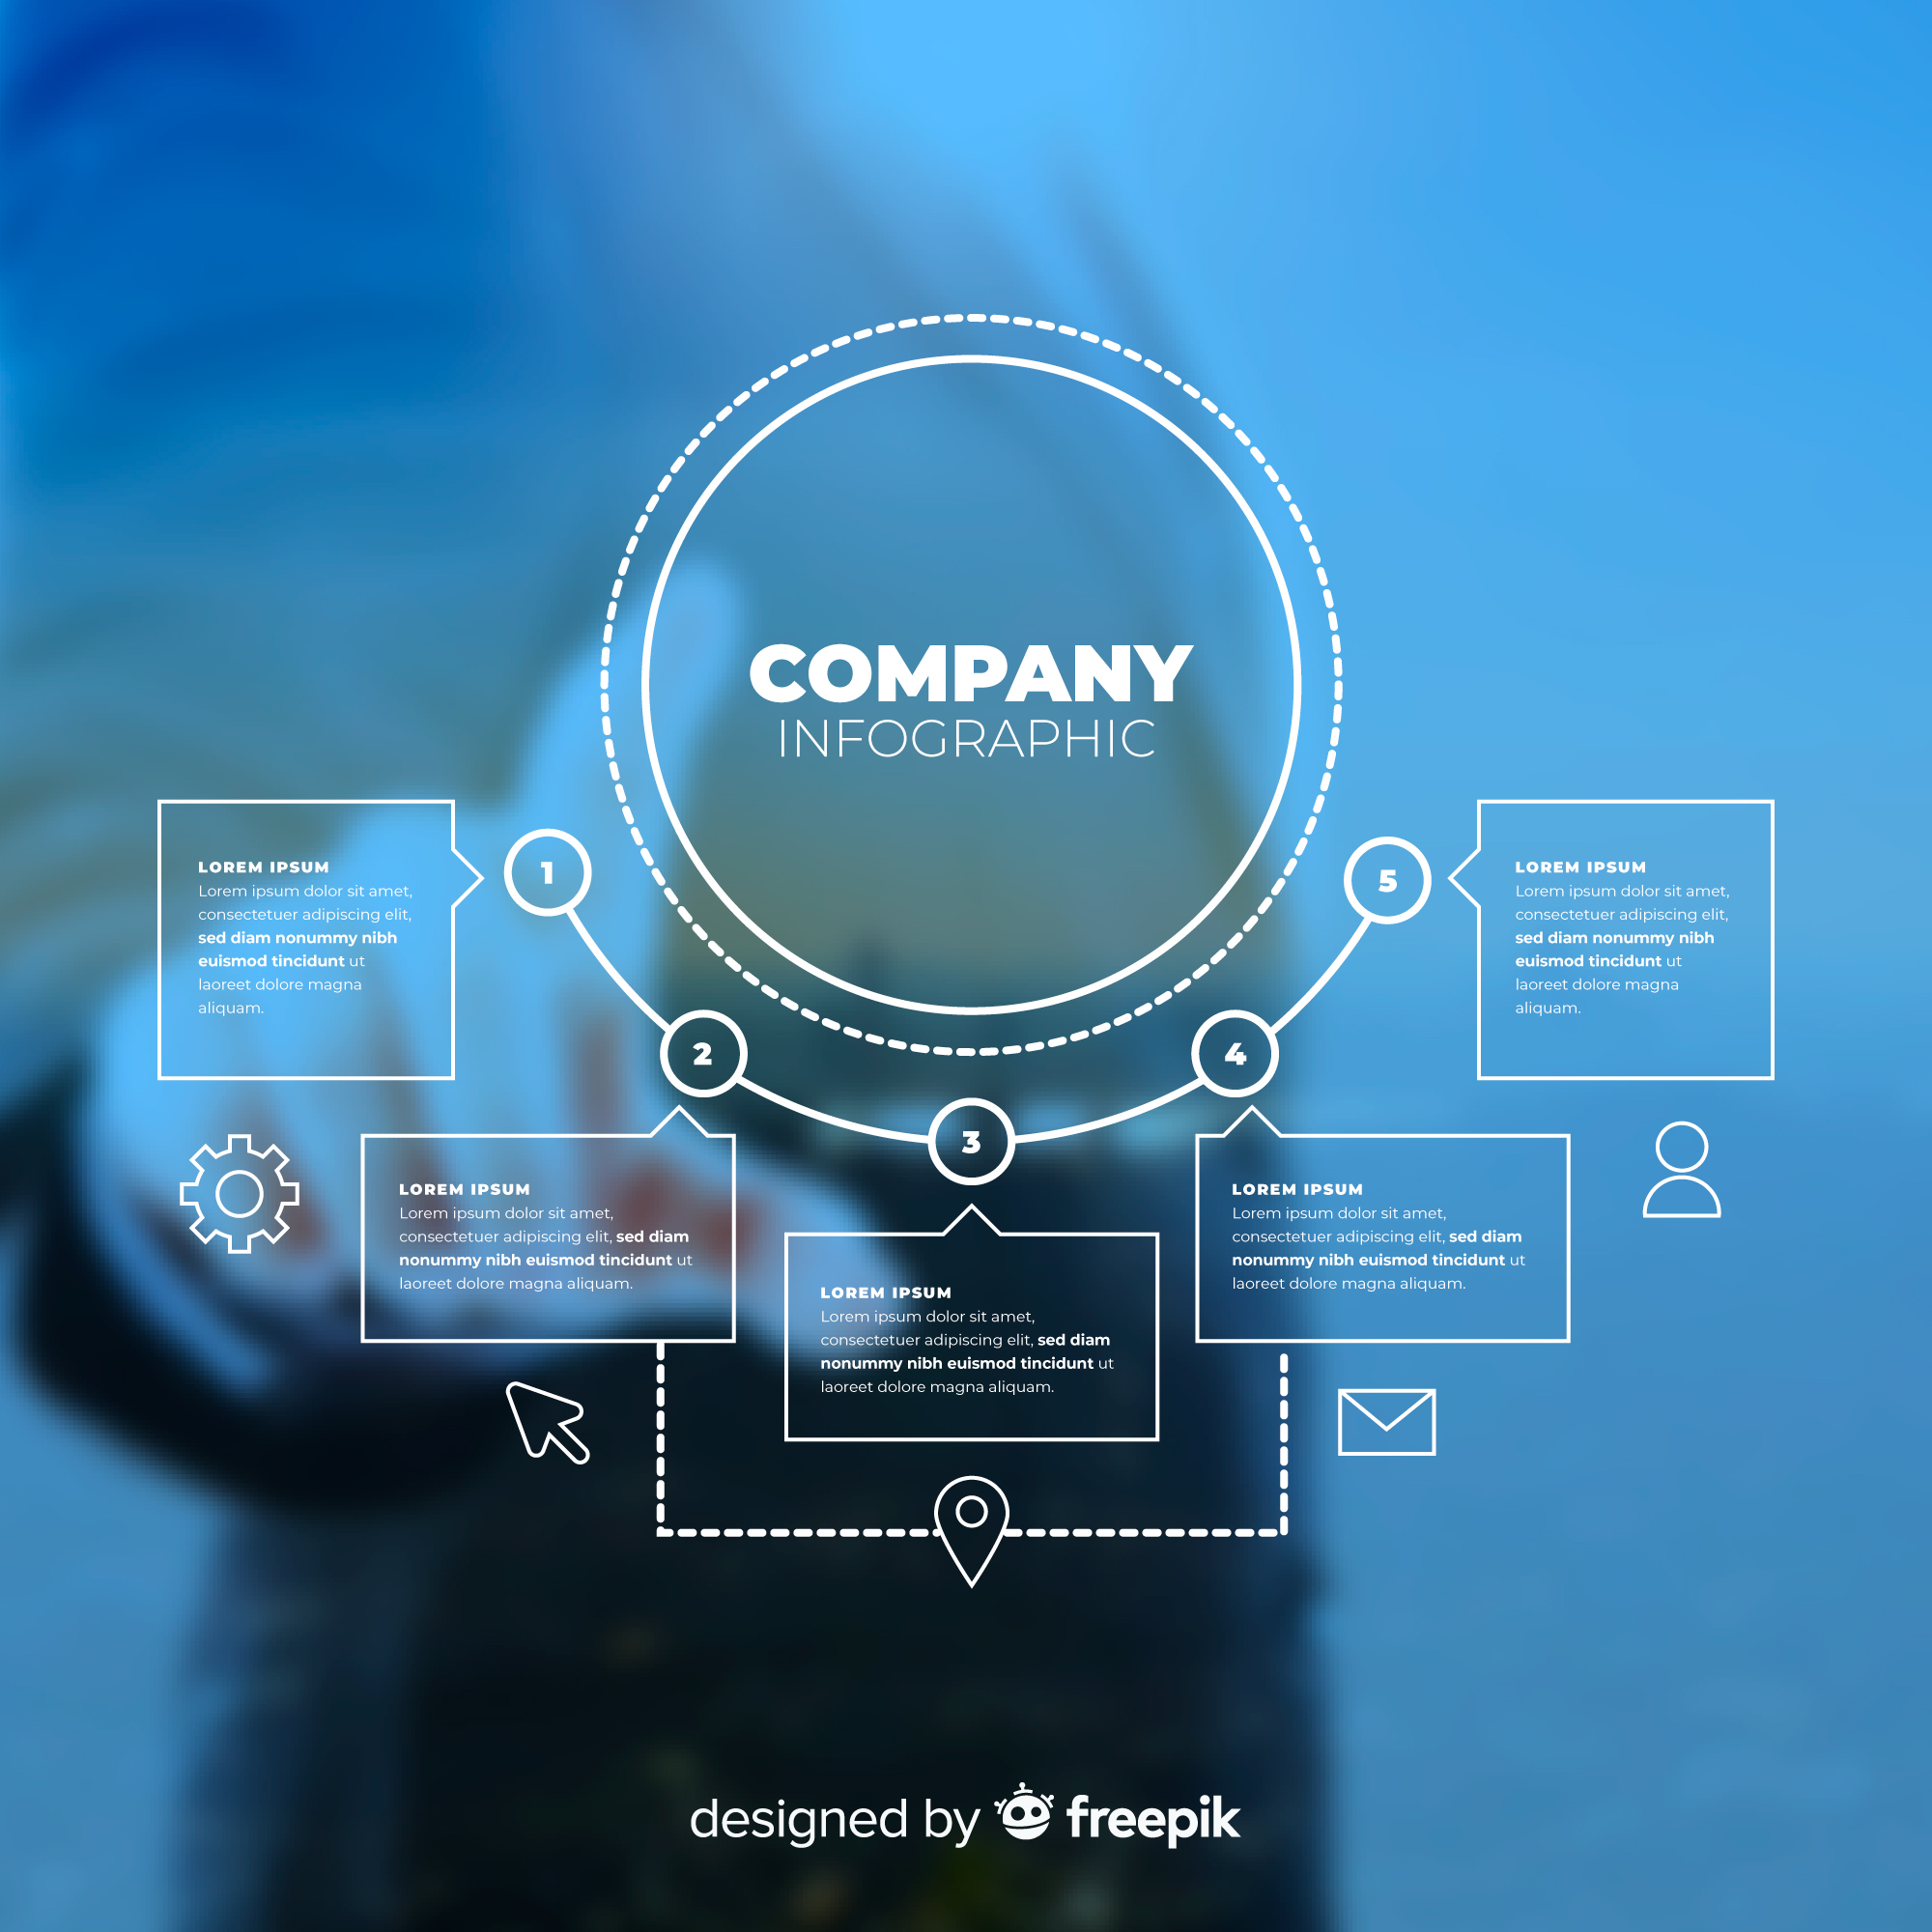 COMPANY
INFOGRAPHIC
1
LOREM IPSUM
Lorem ipsum dolor sit amet,
consectetuer adipiscing elit,
sed diam nonummy nibh
euismod tincidunt ut
laoreet dolore magna
aliquam.
2
LOREM IPSUM
Lorem ipsum dolor sit amet,
consectetuer adipiscing elit, sed diam
nonummy nibh euismod tincidunt ut
laoreet dolore magna aliquam.
3
LOREM IPSUM
Lorem ipsum dolor sit amet,
consectetuer adipiscing elit, sed diam
nonummy nibh euismod tincidunt ut
laoreet dolore magna aliquam.
4
LOREM IPSUM
Lorem ipsum dolor sit amet,
consectetuer adipiscing elit, sed diam
nonummy nibh euismod tincidunt ut
laoreet dolore magna aliquam.
5
LOREM IPSUM
Lorem ipsum dolor sit amet,
consectetuer adipiscing elit,
sed diam nonummy nibh
euismod tincidunt ut
laoreet dolore magna
aliquam.
designed by freepik